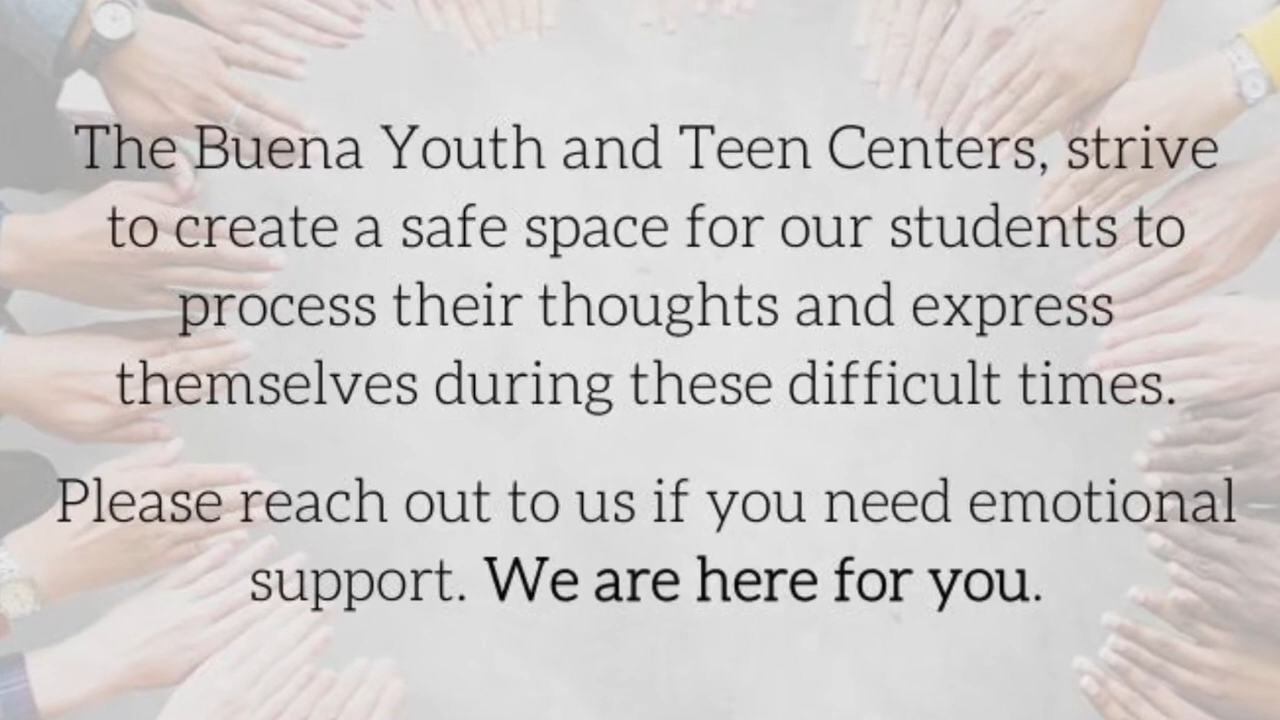 The Buena Youth and Teen Centers, strive
to create a safe space for our students to
process their thoughts and express
themselves during these difficult times.
Please reach out to us if you need emotional
support. We are here for you.